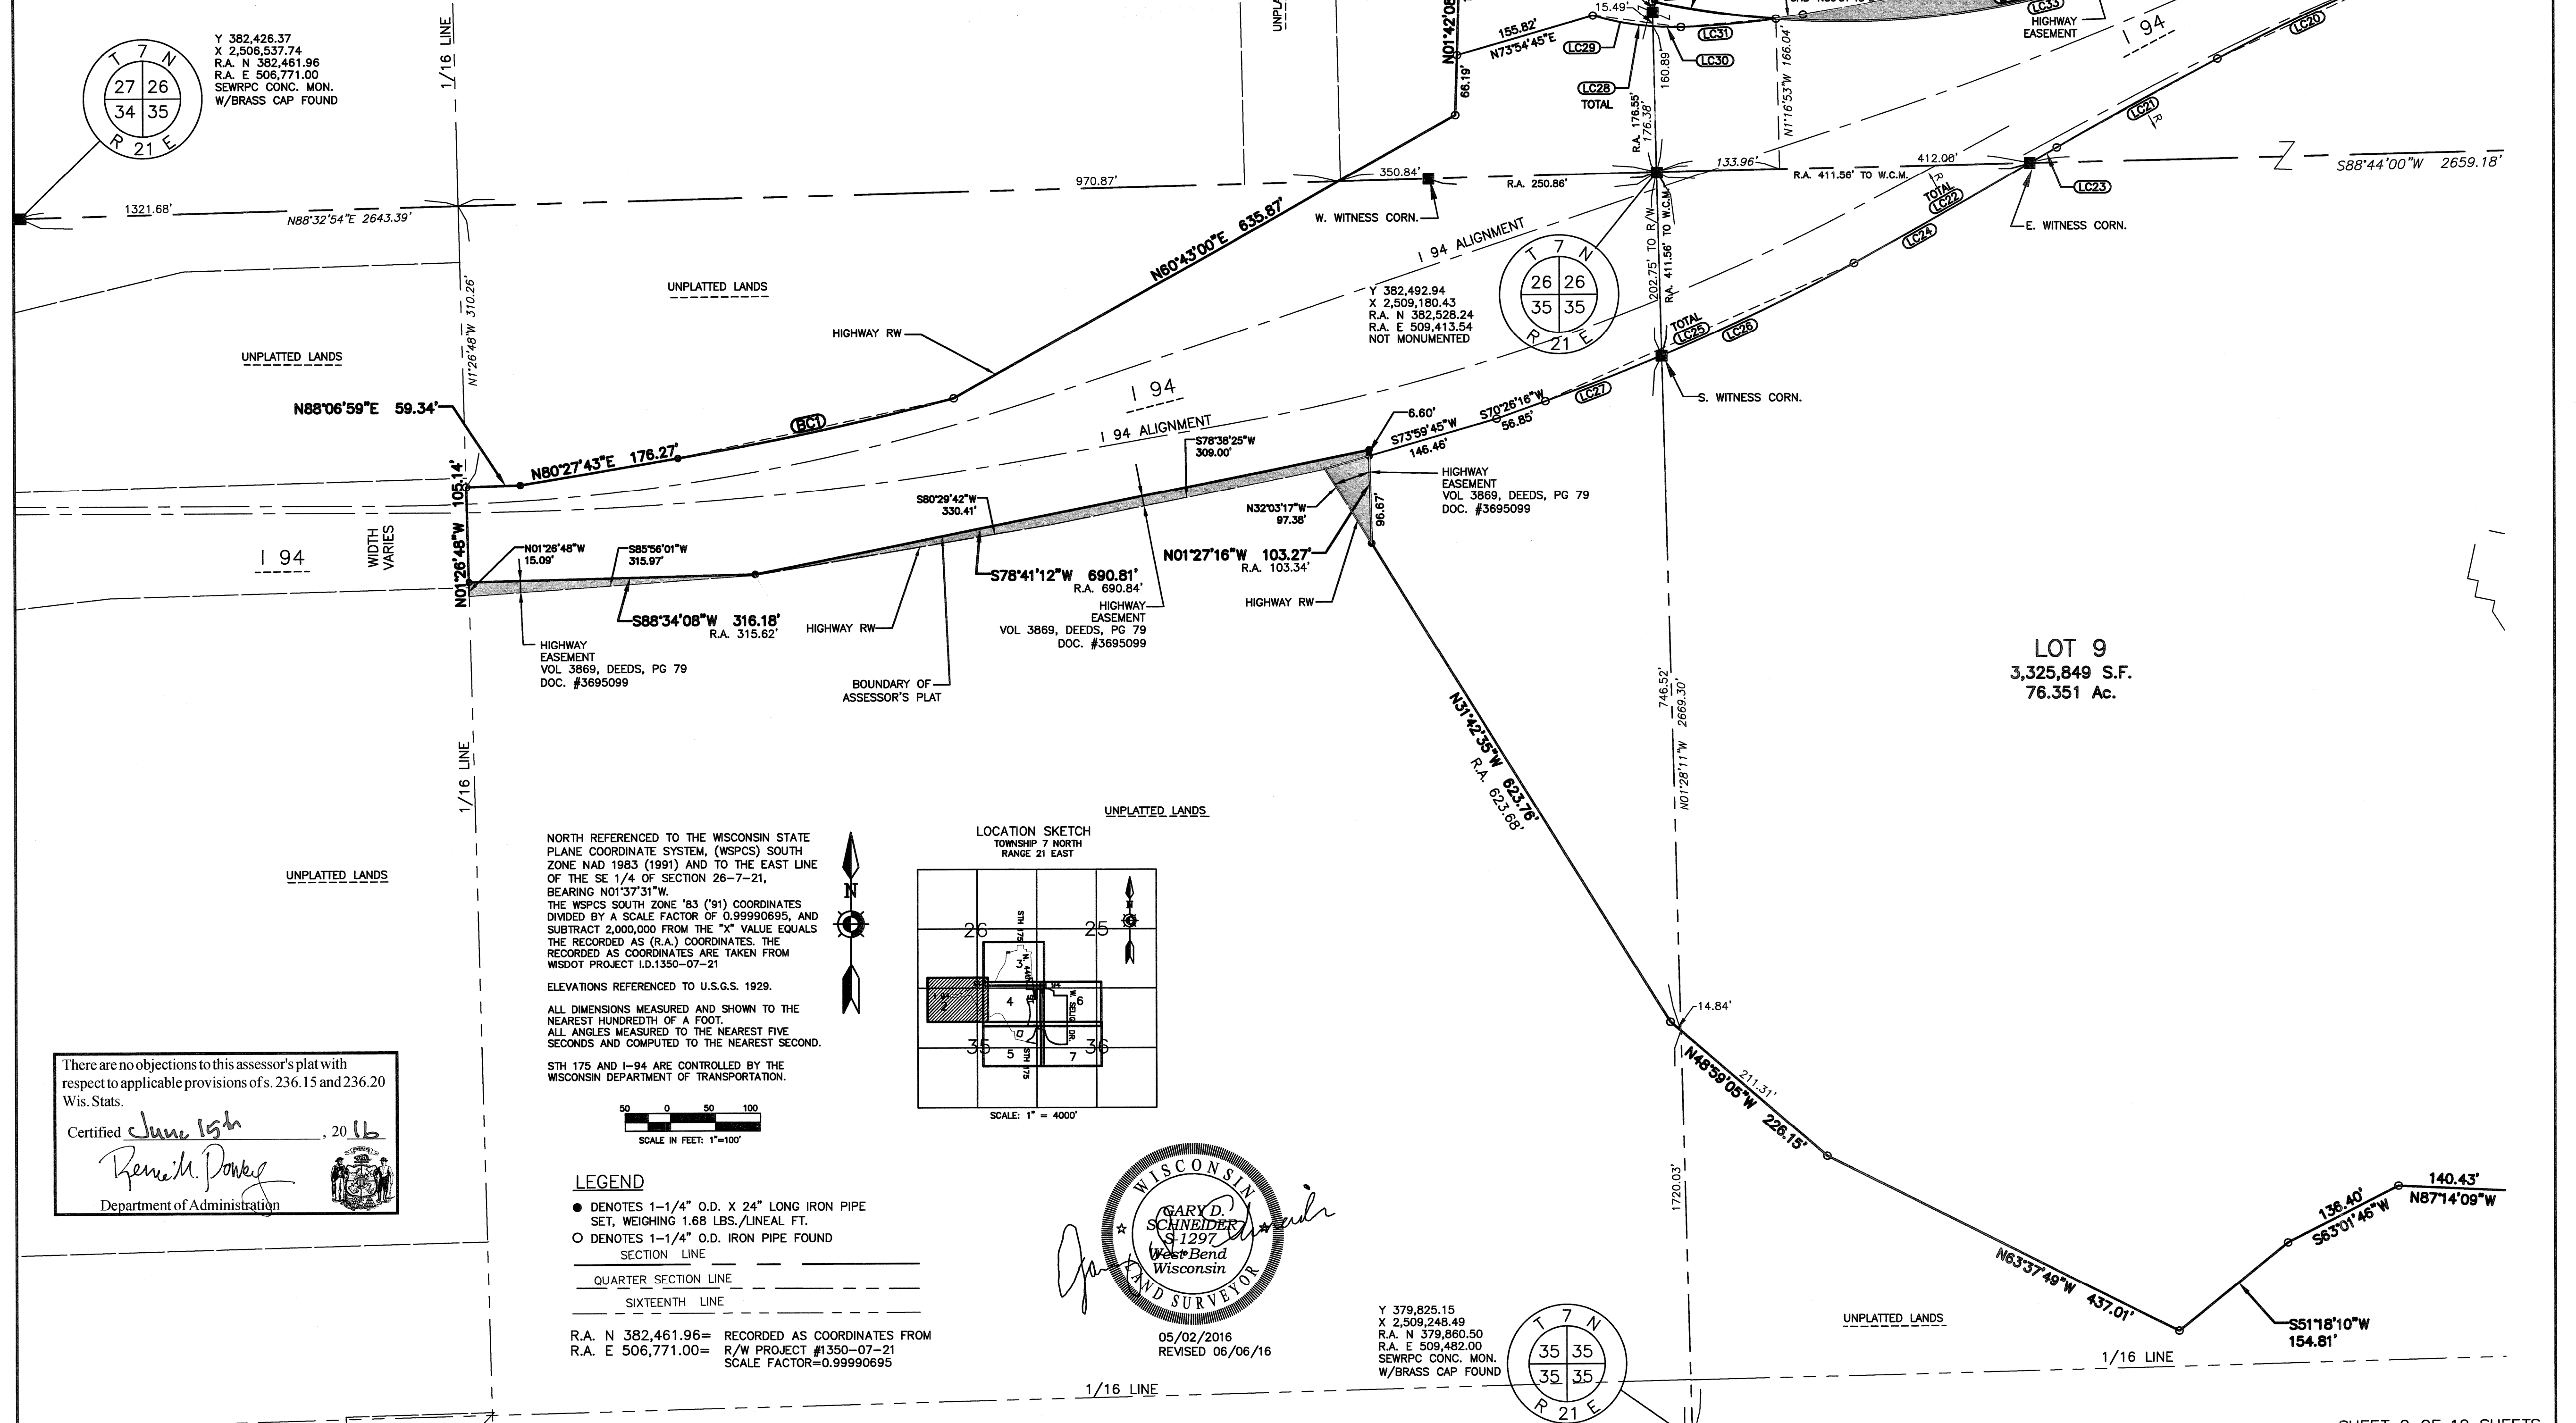 Y 382,426.37
X 2,506,537.74
R.A. N 382,461.96
R.A. E 506,771.00
SEWRPC CONC. MON.
W/BRASS CAP FOUND
T 7 N
27 26
34 35
R 21 E
1/16 LINE
1321.68'
N88°32'54"E 2643.39'
970.87'
350.84'
W. WITNESS CORN.
R.A. 250.86'
N01°42'08
66.19'
155.82'
N73°54'45"E
15.49'
LC29
LC28
TOTAL
LC31
LC30
160.89'
R.A. 176.55'
176.38'
N1°16'53"W 166.04'
133.96'
412.00'
R.A. 411.56' TO W.C.M.
LC33
HIGHWAY
EASEMENT
I 94
LC20
LC21
R
S88°44'00"W 2659.18'
LC23
E. WITNESS CORN.
R
TOTAL
LC22
LC24
202.75' TO R/W
R.A. 411.56' TO W.C.M.
TOTAL
LC25
LC26
LC27
S. WITNESS CORN.
I 94 ALIGNMENT
T 7 N
26 26
35 35
R 21 E
Y 382,492.94
X 2,509,180.43
R.A. N 382,528.24
R.A. E 509,413.54
NOT MONUMENTED
N60°43'00"E 635.87'
UNPLATTED LANDS
HIGHWAY RW
UNPLATTED LANDS
N1°26'48"W 310.26'
N88°06'59"E 59.34'
N80°27'43"E 176.27'
BC1
I 94
I 94 ALIGNMENT
N01°26'48"W 105.14'
WIDTH
VARIES
I 94
N01°26'48"W
15.09'
S85°56'01"W
315.97'
S88°34'08"W 316.18'
R.A. 315.62'
HIGHWAY
EASEMENT
VOL 3869, DEEDS, PG 79
DOC. #3695099
S80°29'42"W
330.41'
S78°38'25"W
309.00'
S78°41'12"W 690.81'
R.A. 690.84'
HIGHWAY RW
BOUNDARY OF
ASSESSOR'S PLAT
HIGHWAY
EASEMENT
VOL 3869, DEEDS, PG 79
DOC. #3695099
6.60'
S73°59'45"W
146.46'
S70°26'16"W
56.85'
HIGHWAY
EASEMENT
VOL 3869, DEEDS, PG 79
DOC. #3695099
N32°03'17"W
97.38'
96.67'
N01°27'16"W 103.27'
R.A. 103.34'
HIGHWAY RW
N31°42'35"W 623.76'
R.A. 623.68'
746.52'
N01°28'11"W 2669.30'
LOT 9
3,325,849 S.F.
76.351 Ac.
14.84'
211.31'
N48°59'05"W 226.15'
1720.03'
N63°37'49"W 437.01'
136.40'
S63°01'46"W
140.43'
N87°14'09"W
S51°18'10"W
154.81'
UNPLATTED LANDS
1/16 LINE
1/16 LINE
UNPLATTED LANDS
UNPLATTED LANDS
NORTH REFERENCED TO THE WISCONSIN STATE
PLANE COORDINATE SYSTEM, (WSPCS) SOUTH
ZONE NAD 1983 (1991) AND TO THE EAST LINE
OF THE SE 1/4 OF SECTION 26-7-21,
BEARING N01°37'31"W.
THE WSPCS SOUTH ZONE '83 ('91) COORDINATES
DIVIDED BY A SCALE FACTOR OF 0.99990695, AND
SUBTRACT 2,000,000 FROM THE "X" VALUE EQUALS
THE RECORDED AS (R.A.) COORDINATES. THE
RECORDED AS COORDINATES ARE TAKEN FROM
WISDOT PROJECT I.D.1350-07-21
ELEVATIONS REFERENCED TO U.S.G.S. 1929.
ALL DIMENSIONS MEASURED AND SHOWN TO THE
NEAREST HUNDREDTH OF A FOOT.
ALL ANGLES MEASURED TO THE NEAREST FIVE
SECONDS AND COMPUTED TO THE NEAREST SECOND.
STH 175 AND I-94 ARE CONTROLLED BY THE
WISCONSIN DEPARTMENT OF TRANSPORTATION.
50 0 50 100
SCALE IN FEET: 1"=100'
N
LOCATION SKETCH
TOWNSHIP 7 NORTH
RANGE 21 EAST
26 25
STH 175
3
4 6
W. SELIG DR.
35 36
5 7
STH 175
SCALE: 1" = 4000'
There are no objections to this assessor's plat with
respect to applicable provisions of s. 236.15 and 236.20
Wis. Stats.
Certified June 15th, 2016
Department of Administration
LEGEND
● DENOTES 1-1/4" O.D. X 24" LONG IRON PIPE
SET, WEIGHING 1.68 LBS./LINEAL FT.
○ DENOTES 1-1/4" O.D. IRON PIPE FOUND
SECTION LINE
QUARTER SECTION LINE
SIXTEENTH LINE
R.A. N 382,461.96= RECORDED AS COORDINATES FROM
R.A. E 506,771.00= R/W PROJECT #1350-07-21
SCALE FACTOR=0.99990695
WISCONSIN
GARY D.
SCHNEIDER
S-1297
West Bend
Wisconsin
LAND SURVEYOR
05/02/2016
REVISED 06/06/16
Y 379,825.15
X 2,509,248.49
R.A. N 379,860.50
R.A. E 509,482.00
SEWRPC CONC. MON.
W/BRASS CAP FOUND
T 7 N
35 35
35 35
R 21 E
1/16 LINE